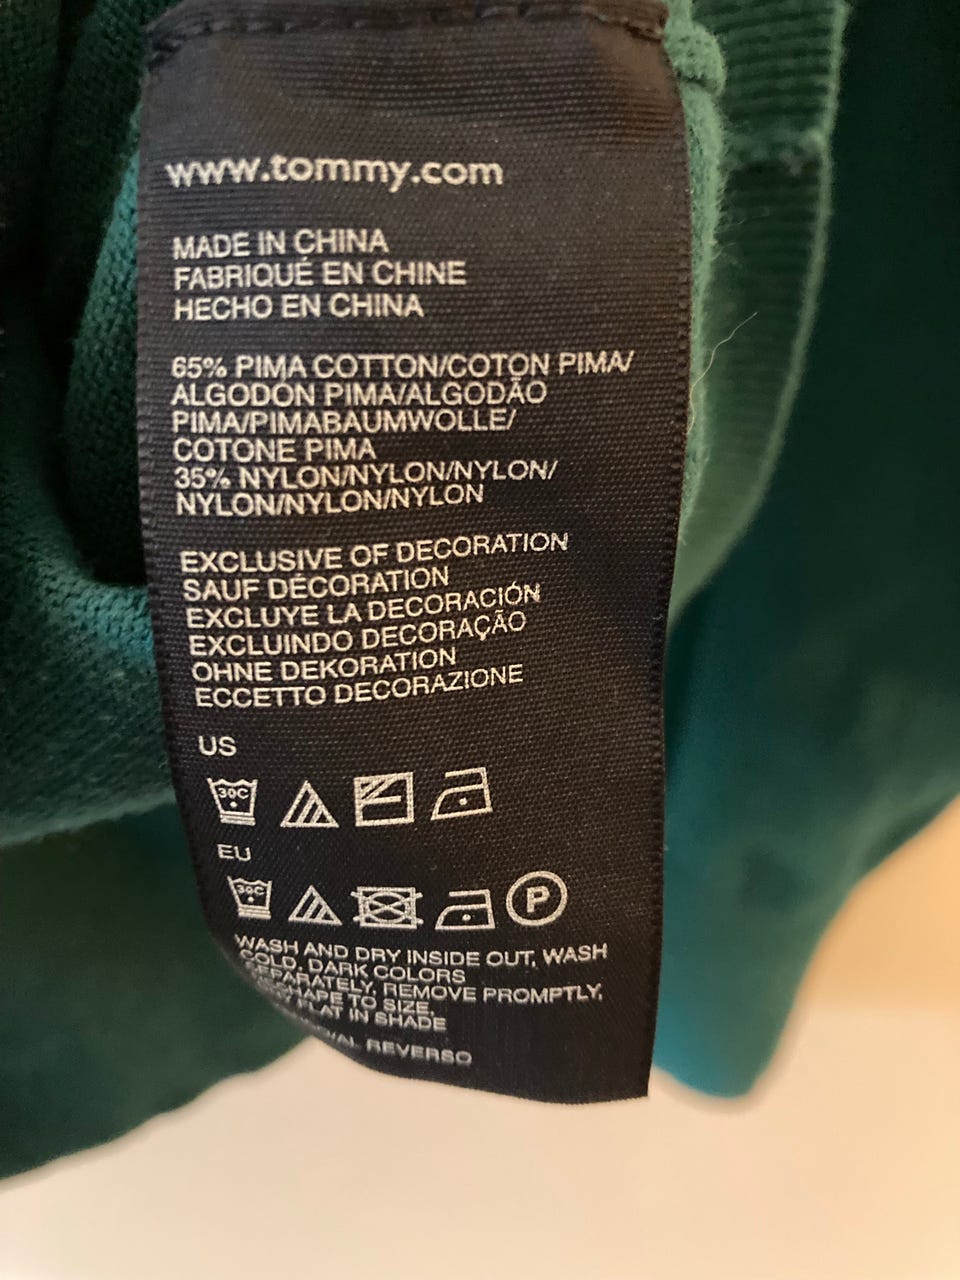 www.tommy.com
MADE IN CHINA
FABRIQUÉ EN CHINE
HECHO EN CHINA
65% PIMA COTTON/COTON PIMA/
ALGODÓN PIMA/ALGODÃO
PIMA/PIMABAUMWOLLE/
COTONE PIMA
35% NYLON/NYLON/NYLON/
NYLON/NYLON/NYLON
EXCLUSIVE OF DECORATION
SAUF DÉCORATION
EXCLUYE LA DECORACIÓN
EXCLUINDO DECORAÇÃO
OHNE DEKORATION
ECCETTO DECORAZIONE
US
30C
EU
30C P
WASH AND DRY INSIDE OUT, WASH
COLD, DARK COLORS
SEPARATELY, REMOVE PROMPTLY,
TO SIZE,
FLAT IN SHADE
REVERSO